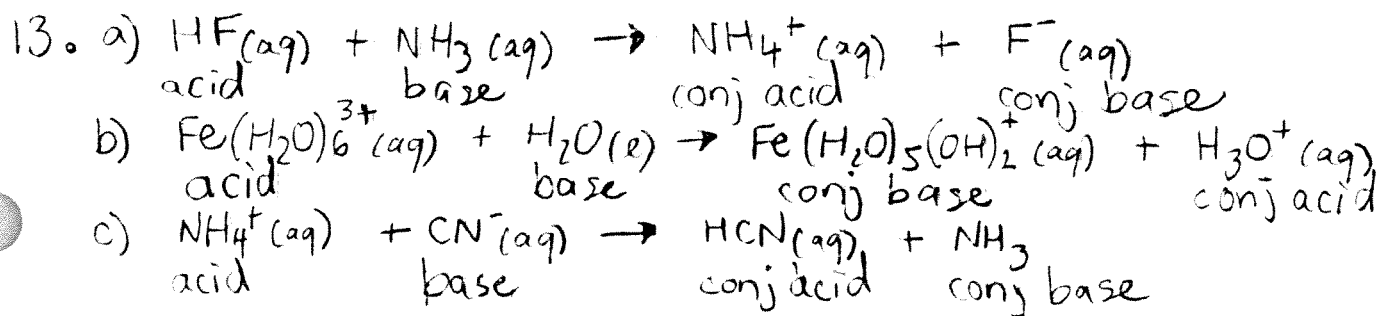 13. a) HF(aq) + NH₃(aq) → NH₄⁺(aq) + F⁻(aq)
acid base conj acid conj base
b) Fe(H₂O)₆³⁺(aq) + H₂O(l) → Fe(H₂O)₅(OH)₂⁺(aq) + H₃O⁺(aq)
acid base conj base conj acid
c) NH₄⁺(aq) + CN⁻(aq) → HCN(aq) + NH₃
acid base conj acid conj base